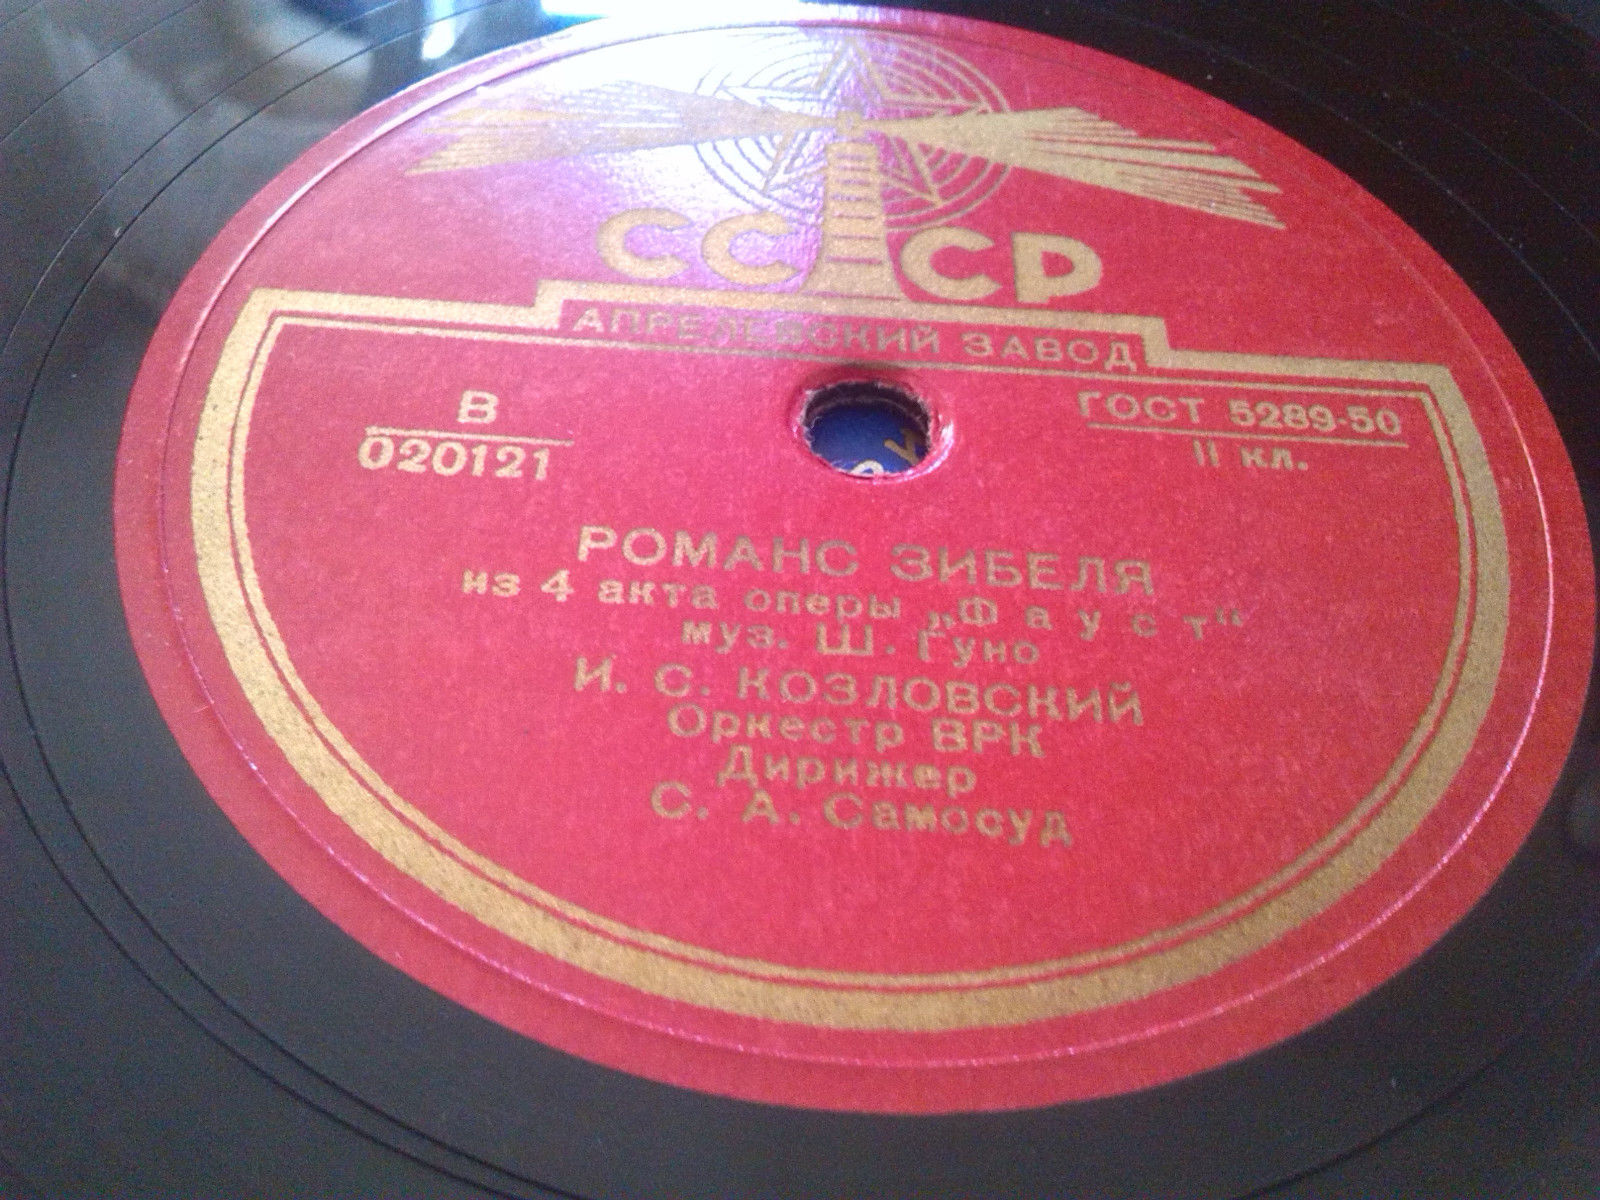 СССР
АПРЕЛЕВСКИЙ ЗАВОД
В
020121
ГОСТ 5289-50
II кл.
РОМАНС ЗИБЕЛЯ
из 4 акта оперы „Фауст“
муз. Ш. Гуно
И. С. КОЗЛОВСКИЙ
Оркестр ВРК
Дирижер
С. А. Самосуд